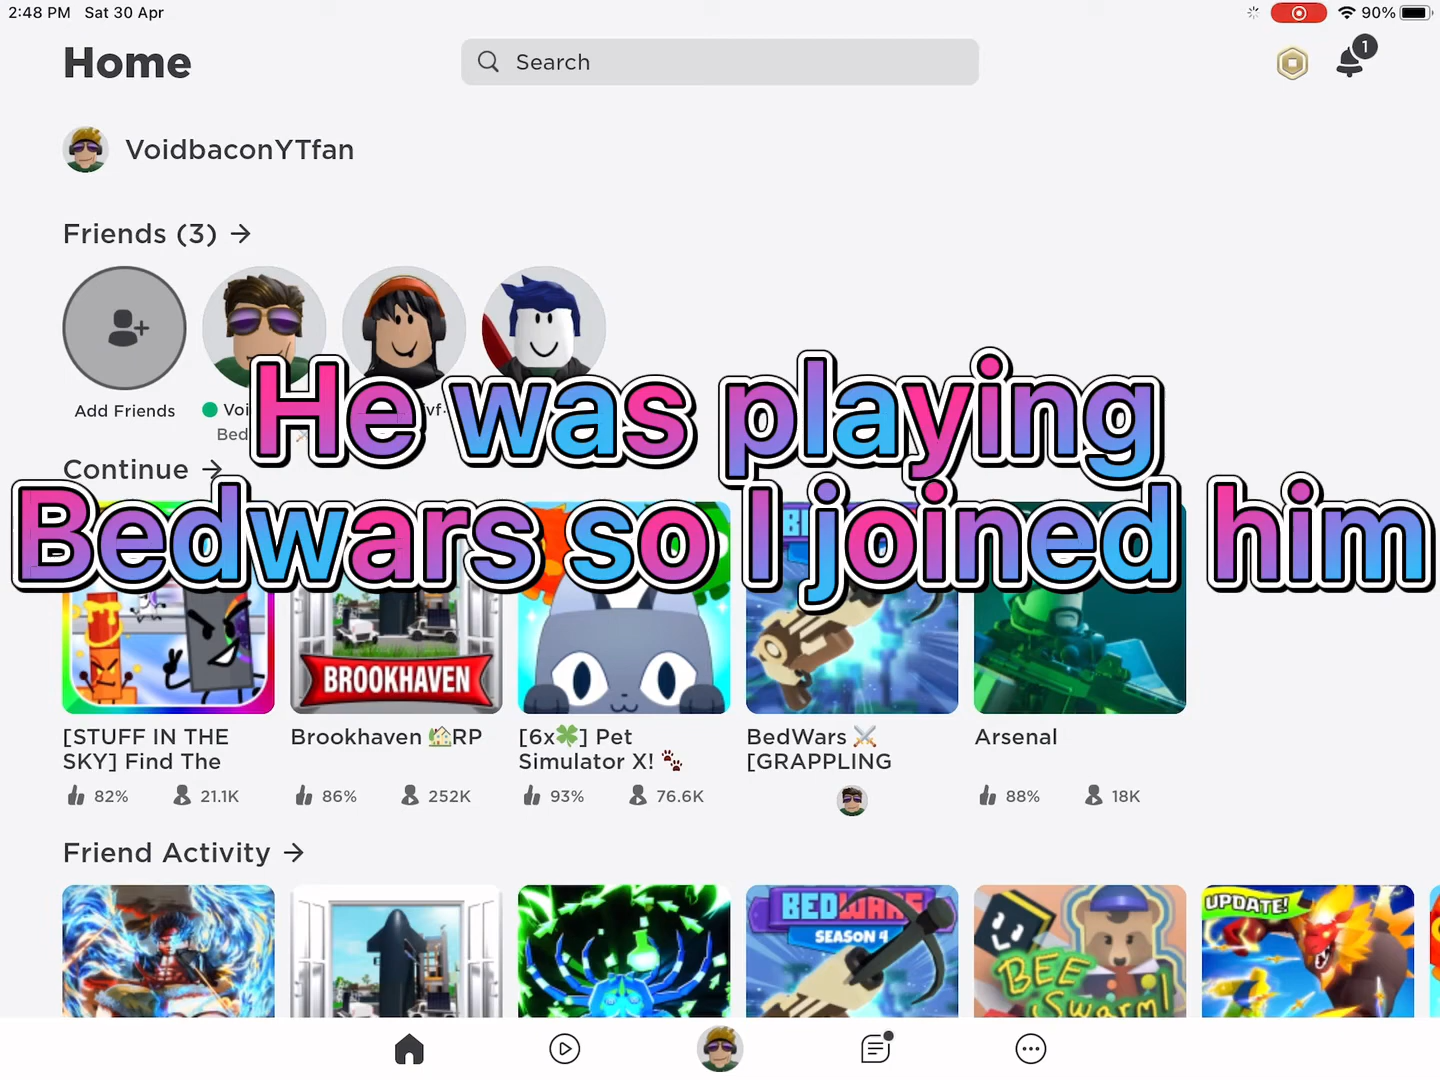 2:48 PM Sat 30 Apr
90%
Home
Search
1
VoidbaconYTfan
Friends (3)
Add Friends
Voi
Bed
He was playing
Continue
Bedwars so I joined him
BROOKHAVEN
[STUFF IN THE
SKY] Find The
82% 21.1K
Brookhaven 🏡RP
86% 252K
[6x🍀] Pet
Simulator X! 🐾
93% 76.6K
BedWars ⚔️
[GRAPPLING
Arsenal
88% 18K
Friend Activity
BEDWARS
SEASON 4
BEE
Swarm!
UPDATE!